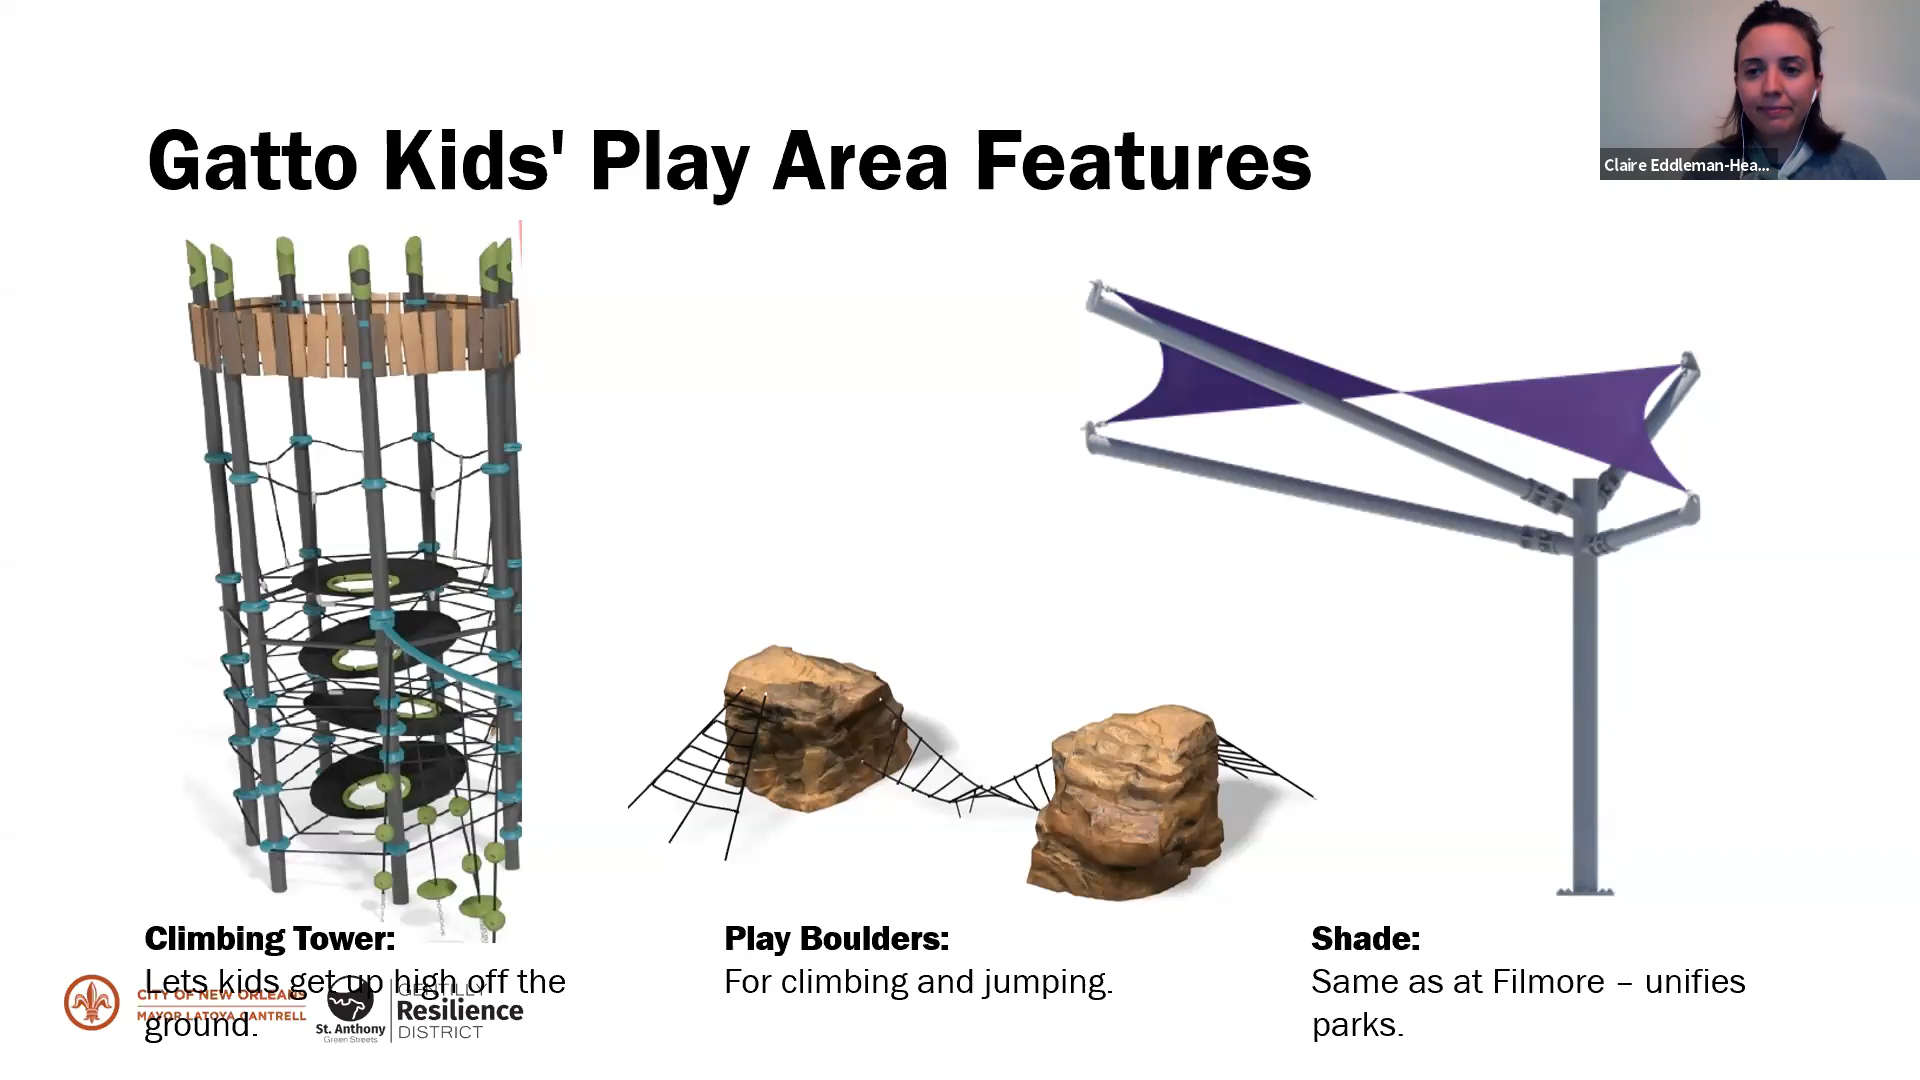 Claire Eddleman-Hea...
Gatto Kids' Play Area Features
Climbing Tower:
Lets kids get up high off the
ground.
Play Boulders:
For climbing and jumping.
Shade:
Same as at Filmore – unifies
parks.
CITY OF NEW ORLEANS
MAYOR LATOYA CANTRELL
St. Anthony
Green Streets
GENTILLY
Resilience
DISTRICT